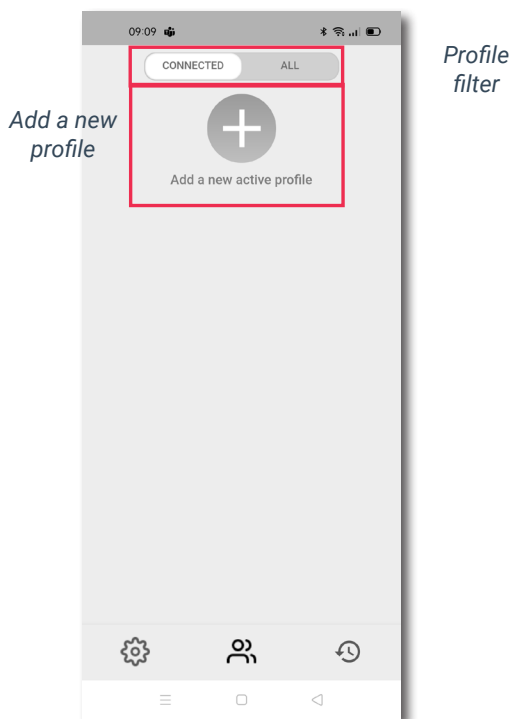 09:09
CONNECTED ALL
Profile
filter
Add a new
profile
Add a new active profile